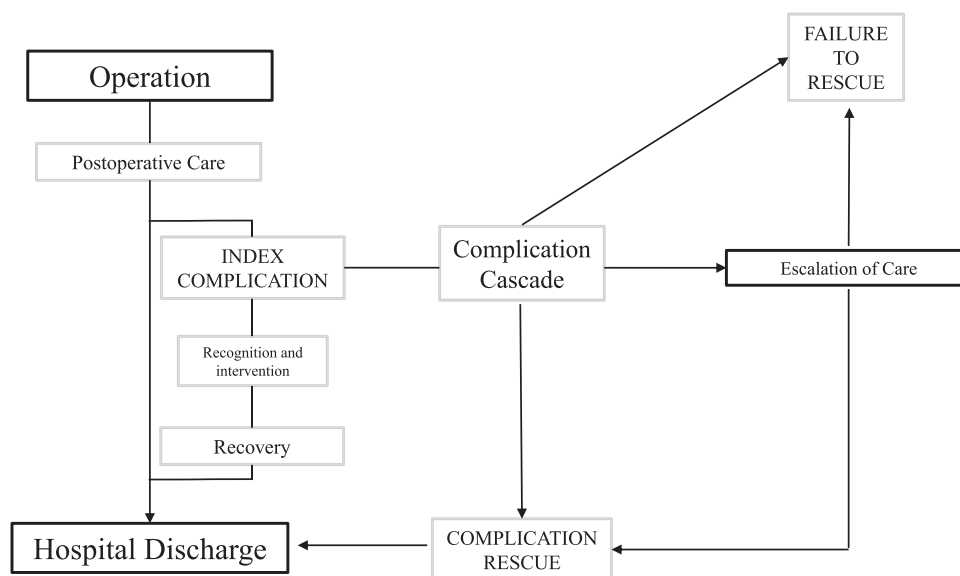 FAILURE
TO
RESCUE
Operation
Postoperative Care
INDEX
COMPLICATION
Complication
Cascade
Escalation of Care
Recognition and
intervention
Recovery
Hospital Discharge
COMPLICATION
RESCUE